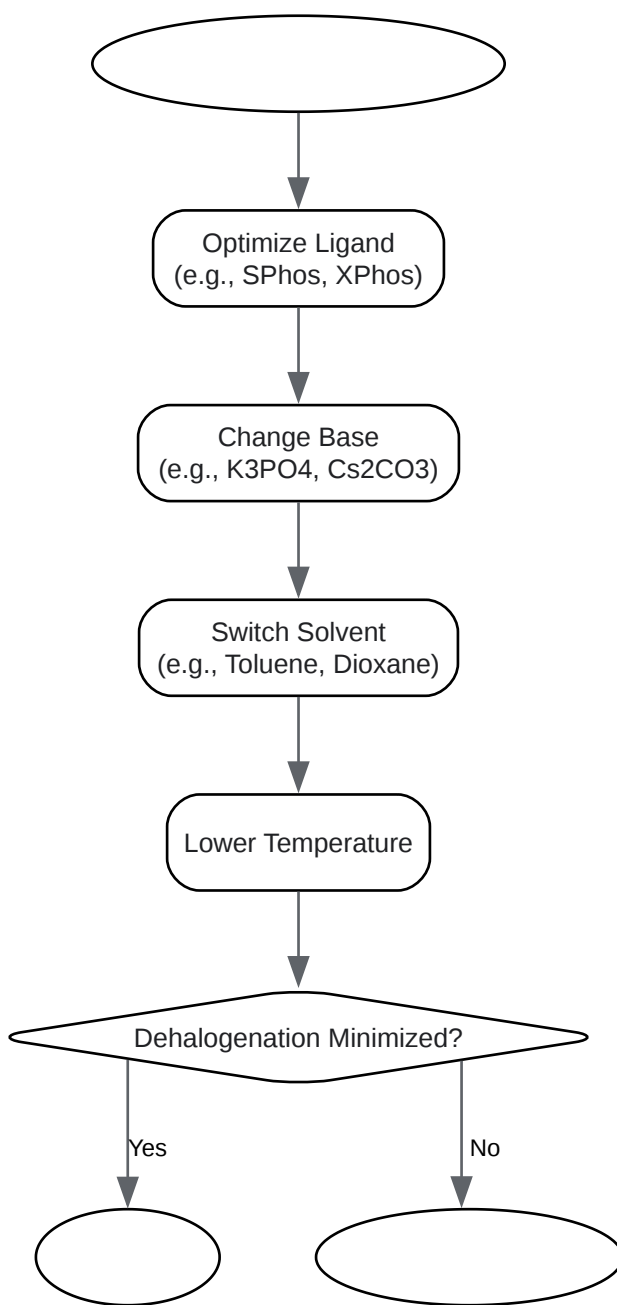 Optimize Ligand
(e.g., SPhos, XPhos)
Change Base
(e.g., K3PO4, Cs2CO3)
Switch Solvent
(e.g., Toluene, Dioxane)
Lower Temperature
Dehalogenation Minimized?
Yes
No